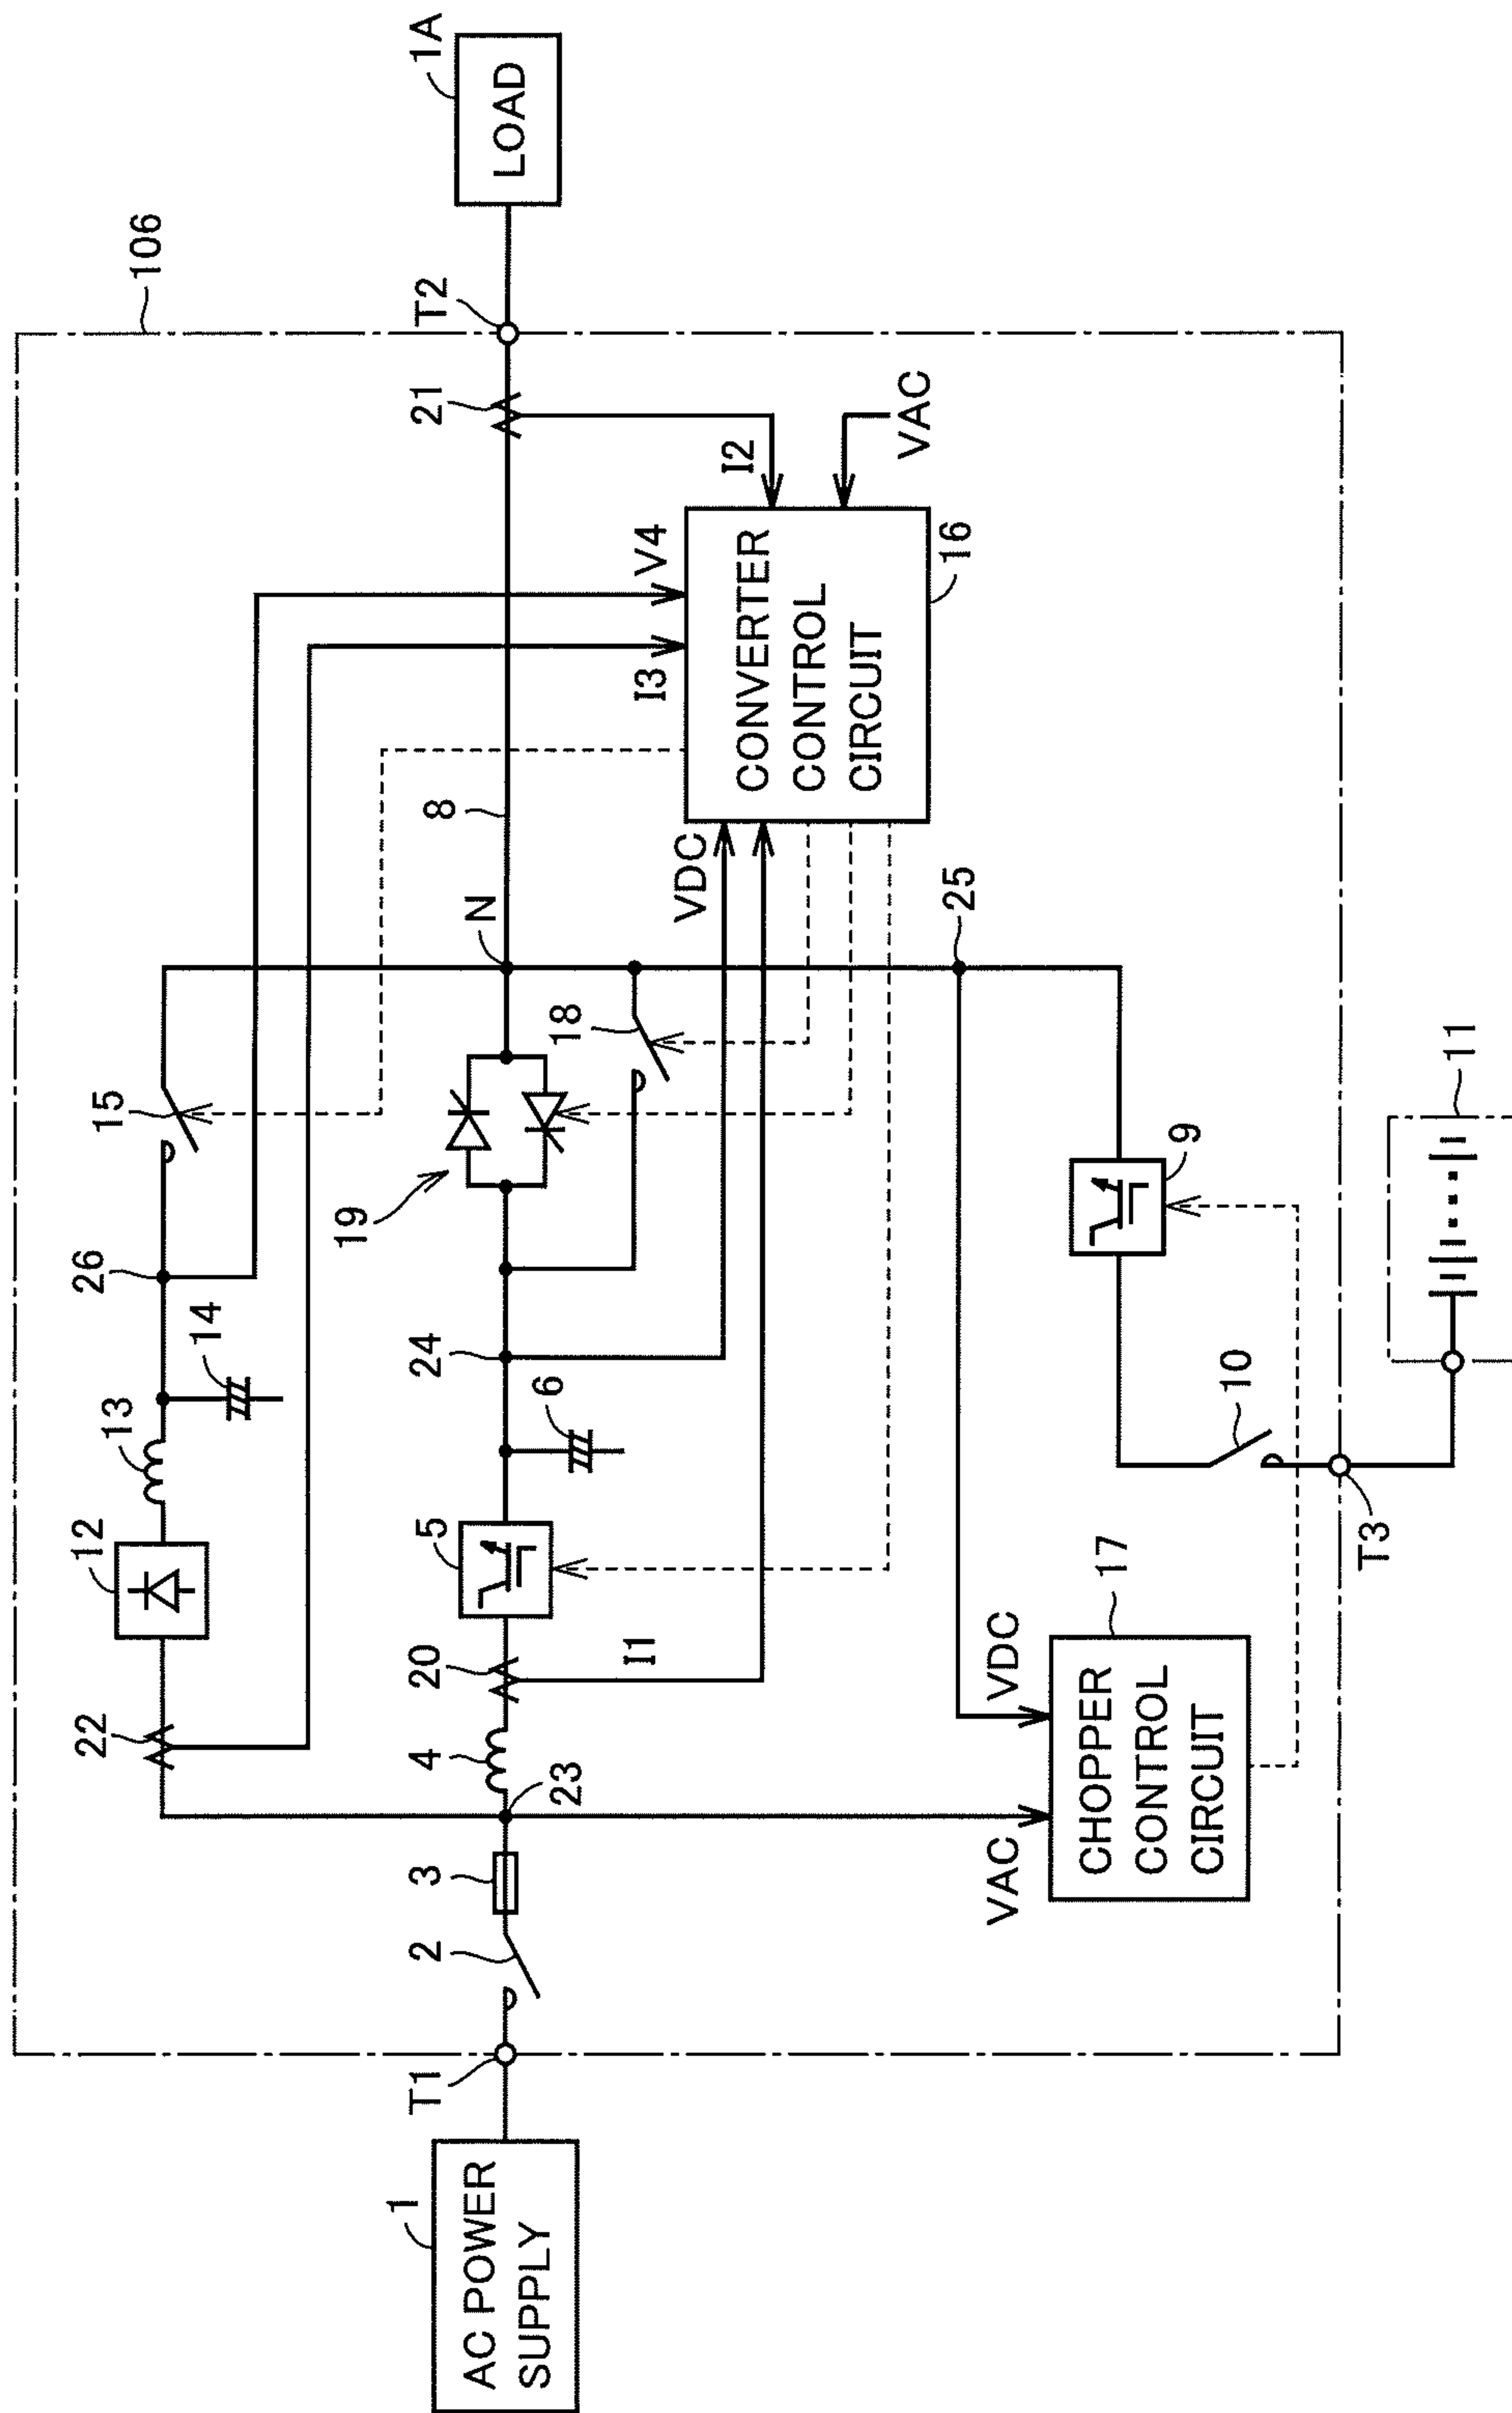 106
22
12
13
14
26
15
I3
V4
1
AC POWER
SUPPLY
T1
2
3
23
4
20
I1
5
6
24
19
18
N
8
21
T2
1A
LOAD
VDC
I2
VAC
CONVERTER
CONTROL
CIRCUIT
16
VAC
VDC
CHOPPER
CONTROL
CIRCUIT
17
25
9
10
T3
11